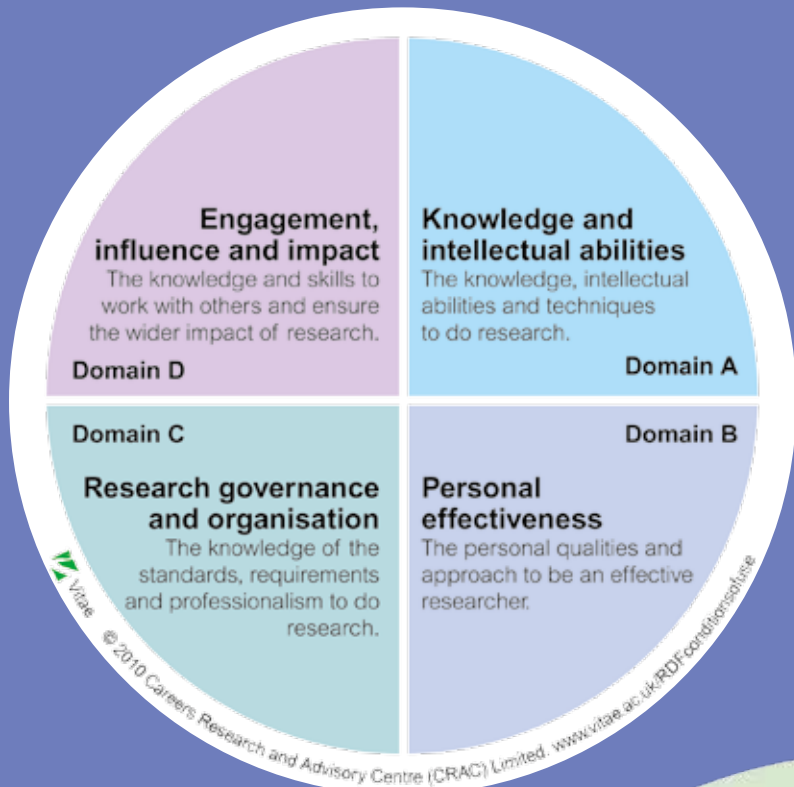 Engagement,
influence and impact
The knowledge and skills to
work with others and ensure
the wider impact of research.
Domain D
Knowledge and
intellectual abilities
The knowledge, intellectual
abilities and techniques
to do research.
Domain A
Domain C
Research governance
and organisation
The knowledge of the
standards, requirements
and professionalism to do
research.
Domain B
Personal
effectiveness
The personal qualities and
approach to be an effective
researcher.
Vitae © 2010 Careers Research and Advisory Centre (CRAC) Limited. www.vitae.ac.uk/RDFconditionsofuse